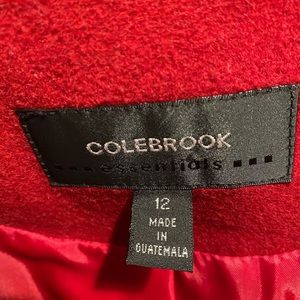 COLEBROOK
essentials
12
MADE
IN
GUATEMALA